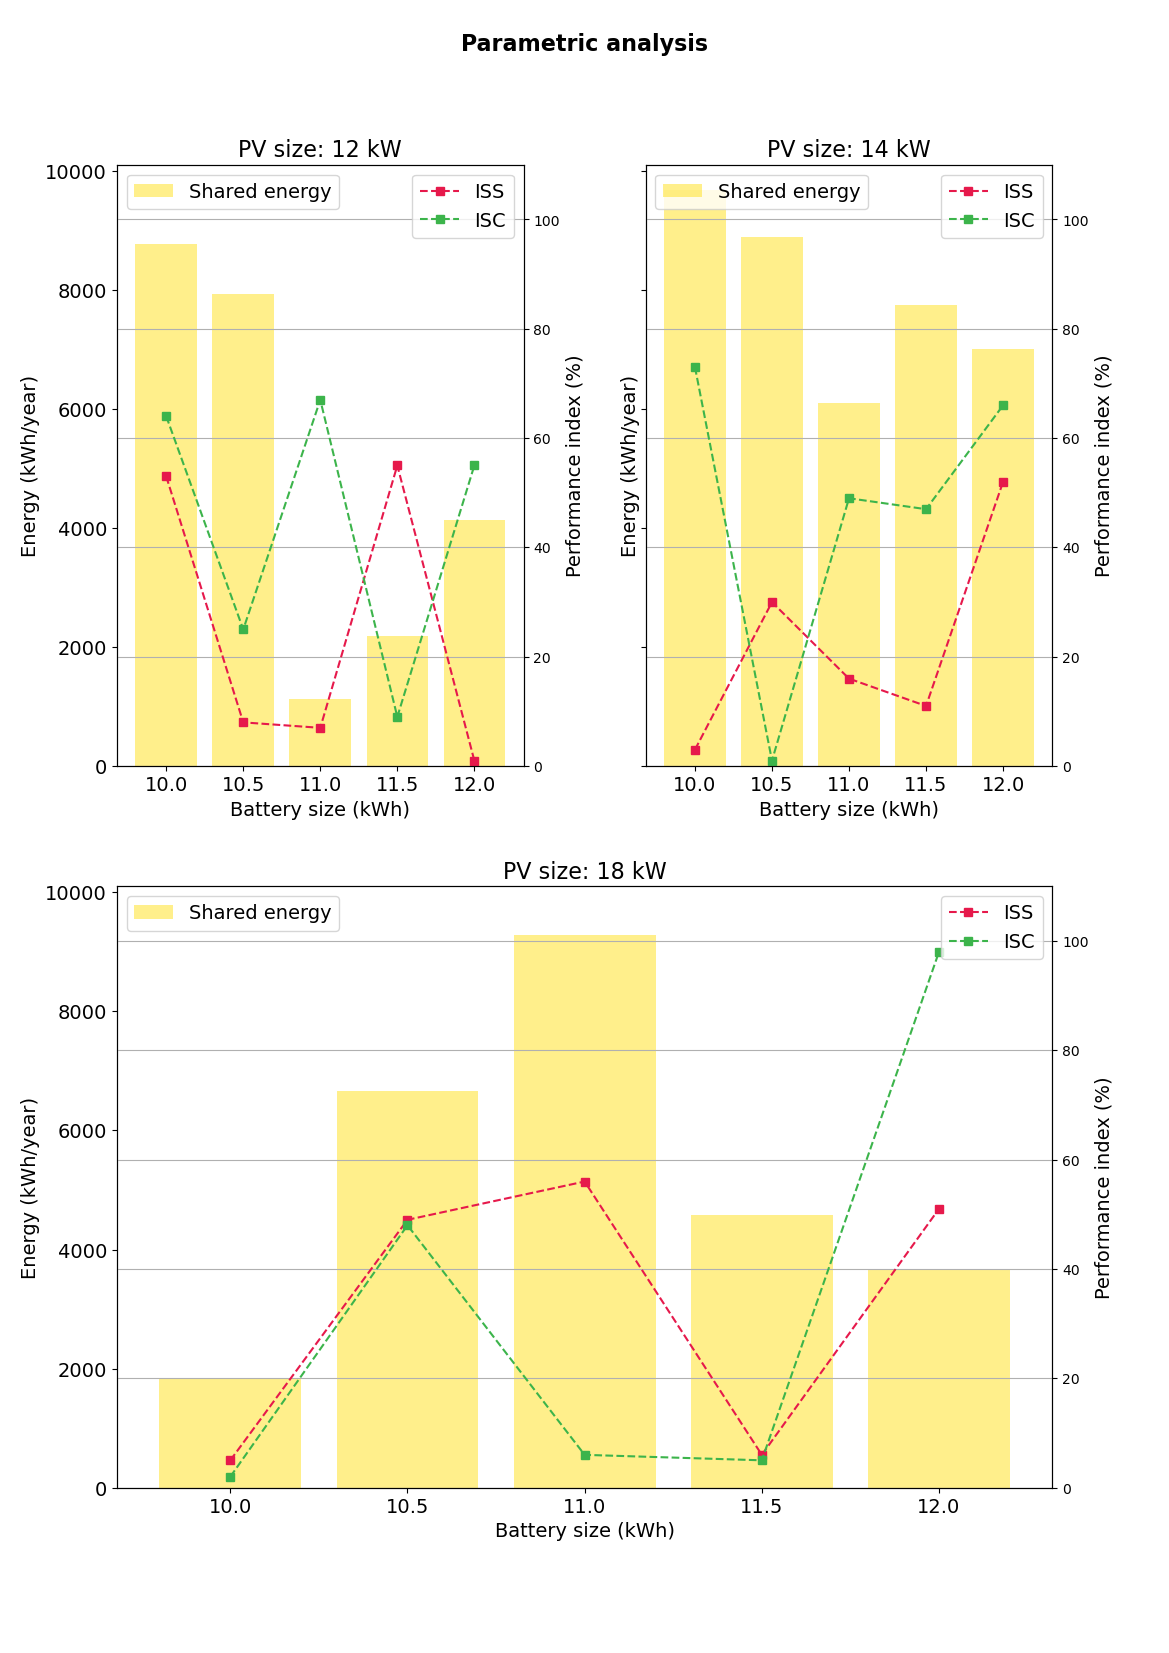 Parametric analysis
PV size: 12 kW
Shared energy
ISS
ISC
10000
8000
6000
4000
2000
0
Energy (kWh/year)
100
80
60
40
20
0
Performance index (%)
10.0 10.5 11.0 11.5 12.0
Battery size (kWh)
PV size: 14 kW
Shared energy
ISS
ISC
Energy (kWh/year)
100
80
60
40
20
0
Performance index (%)
10.0 10.5 11.0 11.5 12.0
Battery size (kWh)
PV size: 18 kW
Shared energy
ISS
ISC
10000
8000
6000
4000
2000
0
Energy (kWh/year)
100
80
60
40
20
0
Performance index (%)
10.0 10.5 11.0 11.5 12.0
Battery size (kWh)